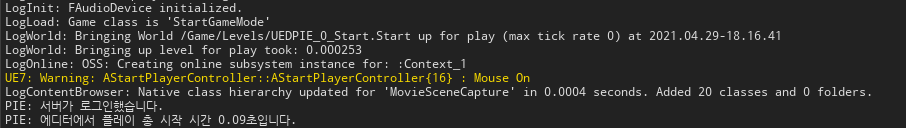 LogInit: FAudioDevice initialized.
LogLoad: Game class is 'StartGameMode'
LogWorld: Bringing World /Game/Levels/UEDPIE_0_Start.Start up for play (max tick rate 0) at 2021.04.29-18.16.41
LogWorld: Bringing up level for play took: 0.000253
LogOnline: OSS: Creating online subsystem instance for: :Context_1
UE7: Warning: AStartPlayerController::AStartPlayerController{16} : Mouse On
LogContentBrowser: Native class hierarchy updated for 'MovieSceneCapture' in 0.0004 seconds. Added 20 classes and 0 folders.
PIE: 서버가 로그인했습니다.
PIE: 에디터에서 플레이 총 시작 시간 0.09초입니다.